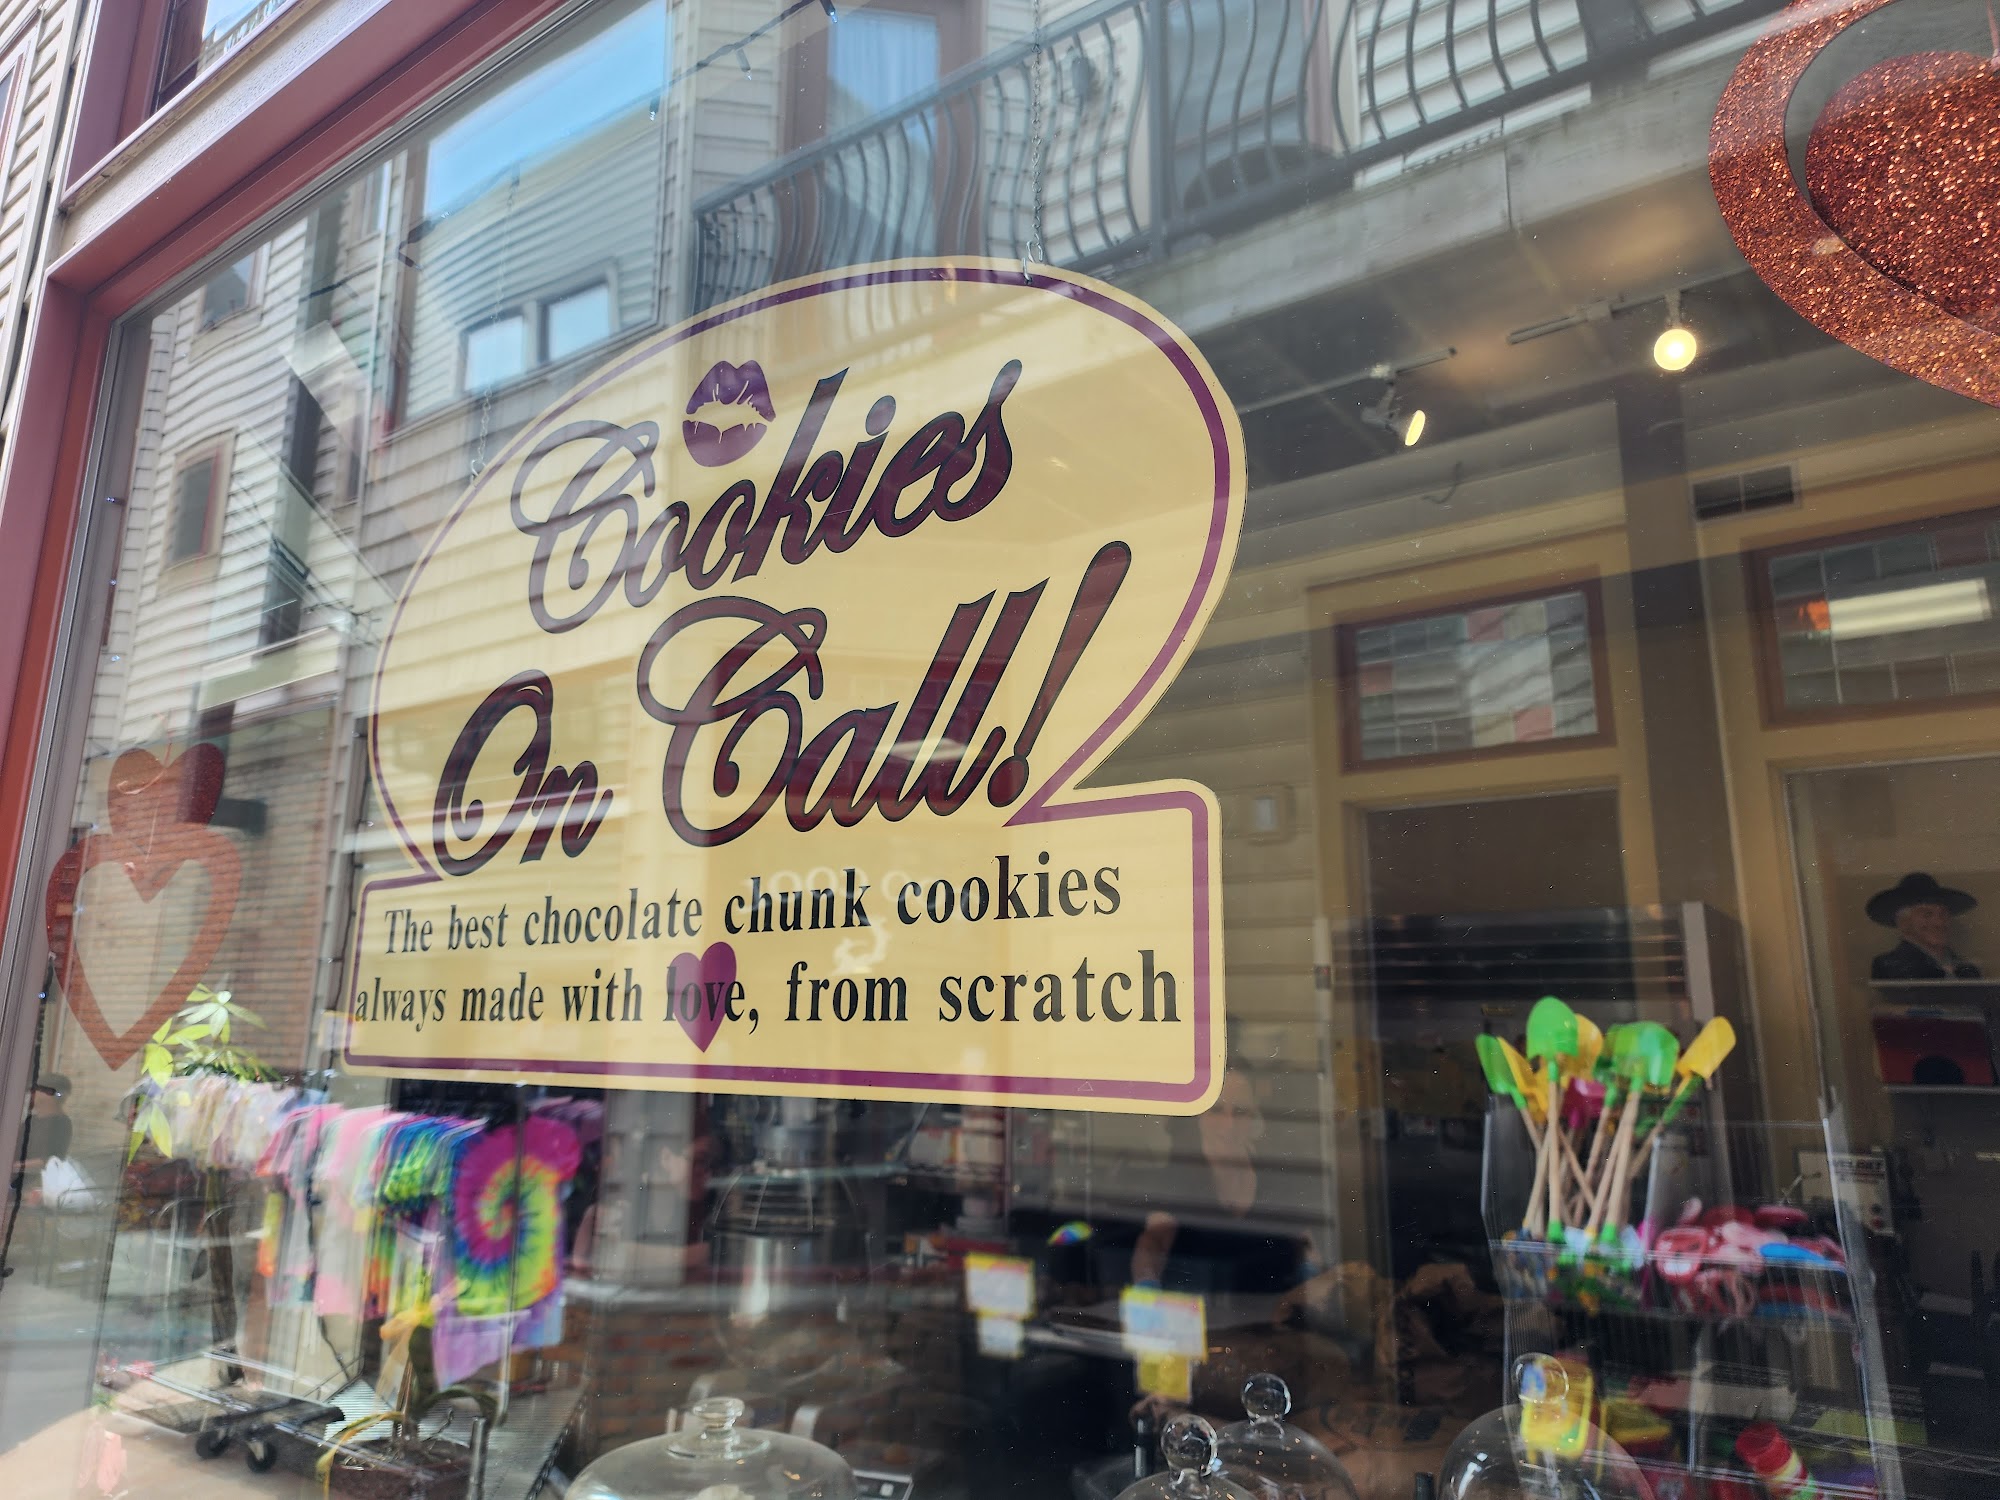 Cookies
On Call!
The best chocolate chunk cookies
always made with love, from scratch